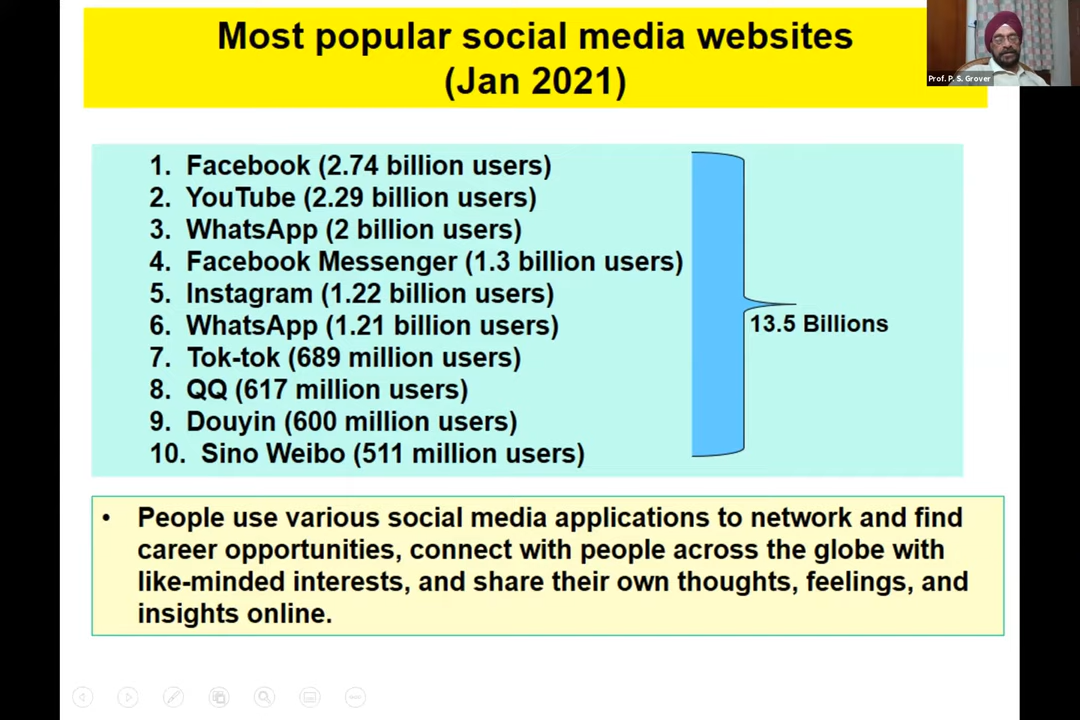 Most popular social media websites
(Jan 2021)
Prof. P. S. Grover
1. Facebook (2.74 billion users)
2. YouTube (2.29 billion users)
3. WhatsApp (2 billion users)
4. Facebook Messenger (1.3 billion users)
5. Instagram (1.22 billion users)
6. WhatsApp (1.21 billion users)
7. Tok-tok (689 million users)
8. QQ (617 million users)
9. Douyin (600 million users)
10. Sino Weibo (511 million users)
13.5 Billions
• People use various social media applications to network and find
career opportunities, connect with people across the globe with
like-minded interests, and share their own thoughts, feelings, and
insights online.